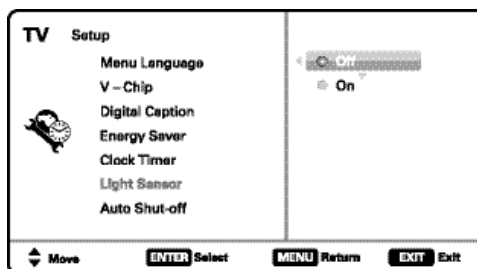 TV Setup
Menu Language
V - Chip
Digital Caption
Energy Saver
Clock Timer
Light Sensor
Auto Shut-off
Off
On
Move ENTER Select MENU Return EXIT Exit